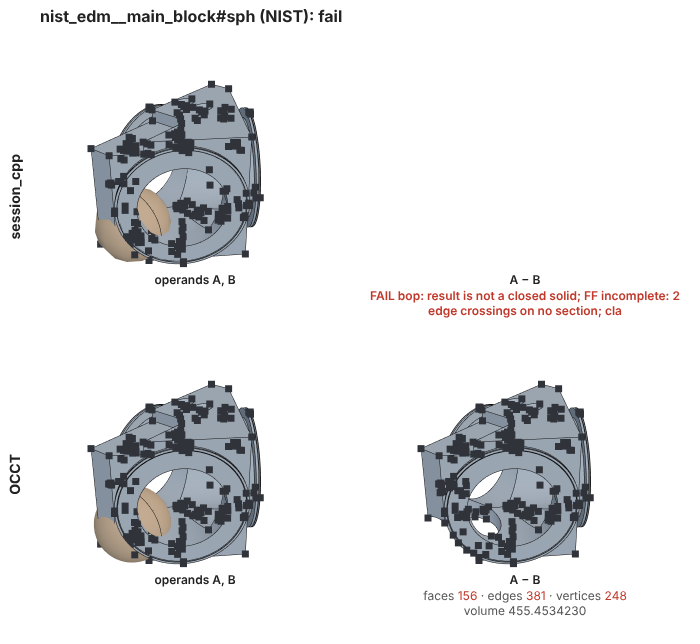 nist_edm__main_block#sph (NIST): fail
session_cpp
operands A, B
A − B
FAIL bop: result is not a closed solid; FF incomplete: 2
edge crossings on no section; cla
OCCT
operands A, B
A − B
faces 156 · edges 381 · vertices 248
volume 455.4534230